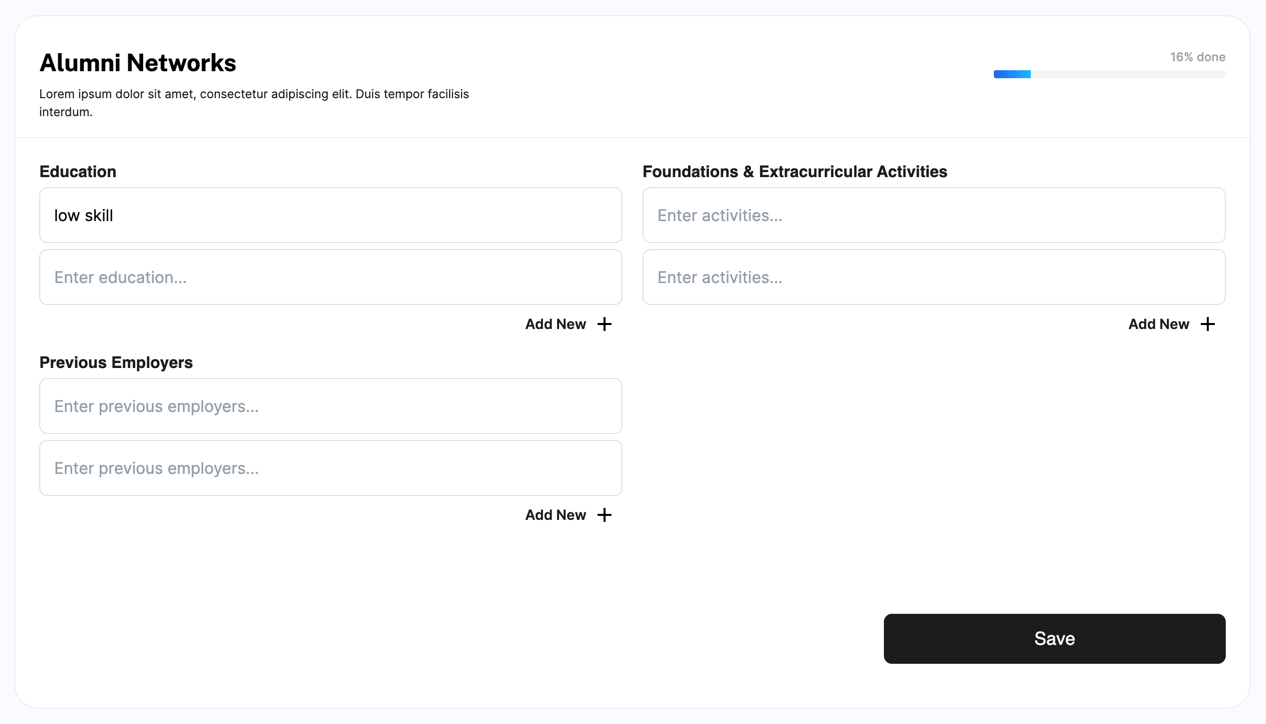 Alumni Networks
16% done
Lorem ipsum dolor sit amet, consectetur adipiscing elit. Duis tempor facilisis
interdum.
Education
low skill
Enter education...
Add New
Foundations & Extracurricular Activities
Enter activities...
Enter activities...
Add New
Previous Employers
Enter previous employers...
Enter previous employers...
Add New
Save